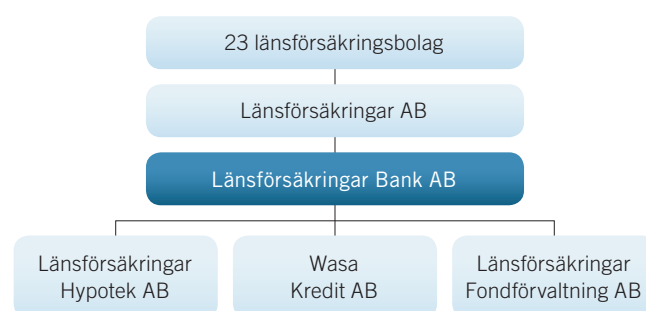 23 länsförsäkringsbolag
Länsförsäkringar AB
Länsförsäkringar Bank AB
Länsförsäkringar
Hypotek AB
Wasa
Kredit AB
Länsförsäkringar
Fondförvaltning AB